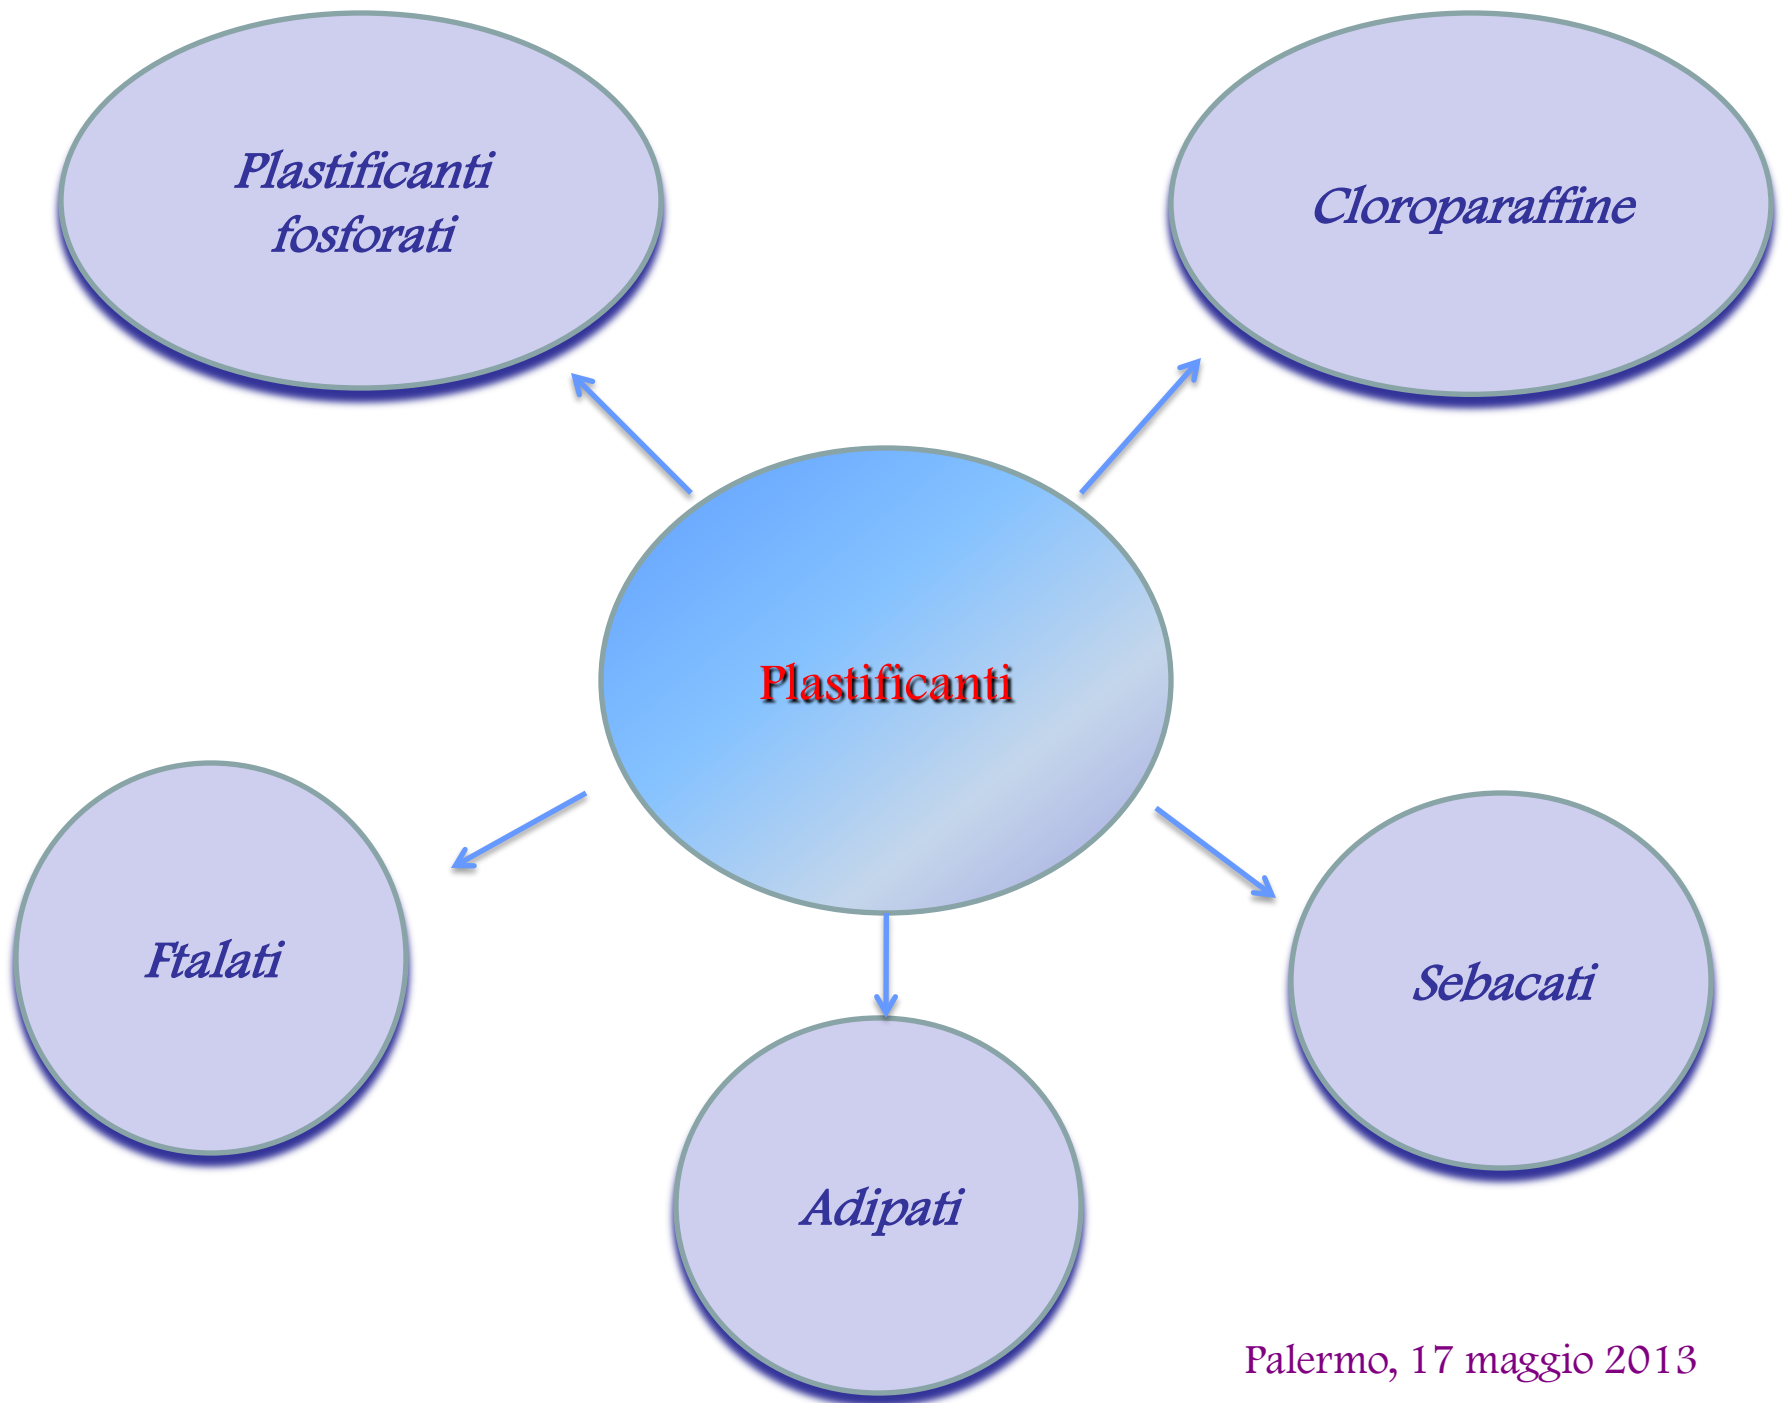 Plastificanti
fosforati
Cloroparaffine
Plastificanti
Ftalati
Sebacati
Adipati
Palermo, 17 maggio 2013